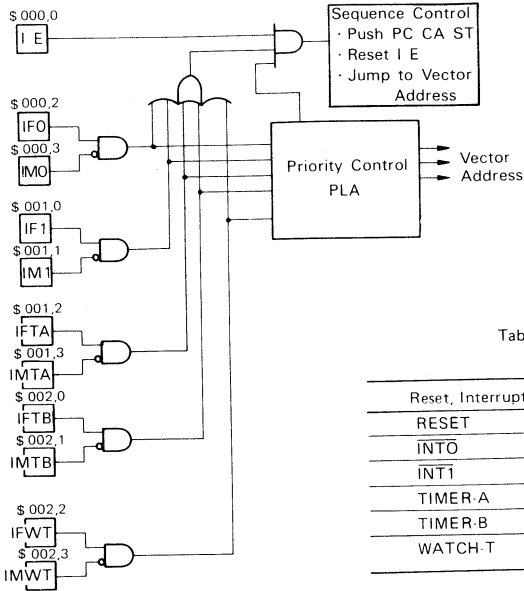 $ 000,0
I E
Sequence Control
· Push PC CA ST
· Reset I E
· Jump to Vector
Address
$ 000,2
IF0
$ 000,3
IM0
Priority Control
PLA
Vector
Address
$ 001,0
IF1
$ 001,1
IM1
$ 001,2
IFTA
$ 001,3
IMTA
$ 002,0
IFTB
$ 002,1
IMTB
$ 002,2
IFWT
$ 002,3
IMWT
Tab
Reset, Interrupt
RESET
INT0
INT1
TIMER-A
TIMER-B
WATCH-T